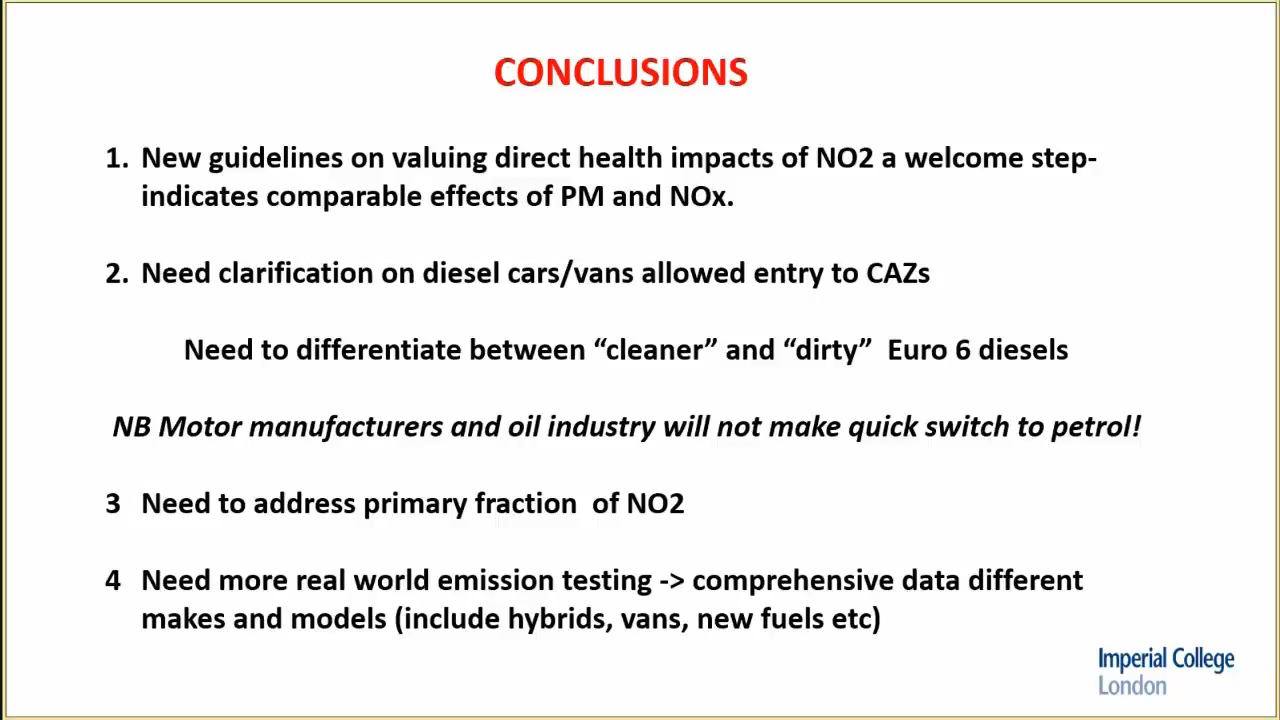 CONCLUSIONS
1. New guidelines on valuing direct health impacts of NO2 a welcome step-
indicates comparable effects of PM and NOx.
2. Need clarification on diesel cars/vans allowed entry to CAZs
Need to differentiate between “cleaner” and “dirty” Euro 6 diesels
NB Motor manufacturers and oil industry will not make quick switch to petrol!
3 Need to address primary fraction of NO2
4 Need more real world emission testing -> comprehensive data different
makes and models (include hybrids, vans, new fuels etc)
Imperial College
London